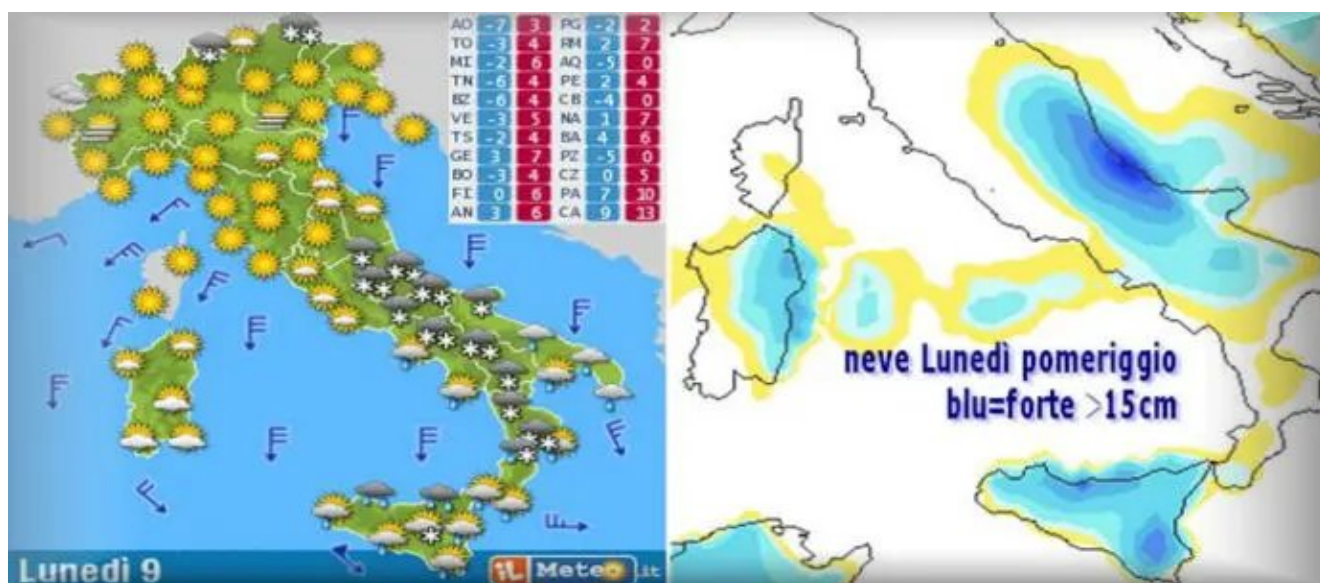 AO -7 3 PG -2 2
TO -3 4 RM 2 7
MI -2 6 AQ -5 0
TN -6 4 PE 2 4
BZ -6 4 CB -4 0
VE -3 5 NA 1 7
TS -2 4 BA 4 6
GE 3 7 PZ -5 0
BO -3 4 CZ 0 5
FI 0 6 PA 7 10
AN 3 6 CA 9 13
neve Lunedì pomeriggio
blu=forte >15cm
Lunedì 9
iL Meteo.it